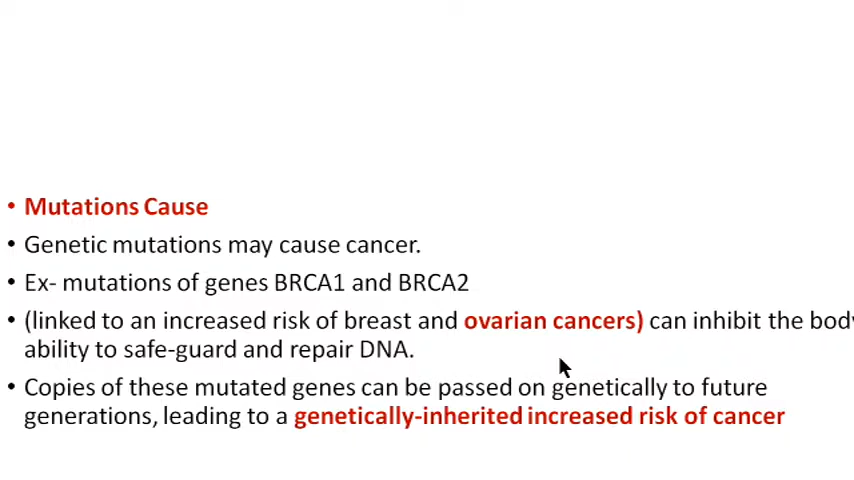 • Mutations Cause
• Genetic mutations may cause cancer.
• Ex- mutations of genes BRCA1 and BRCA2
• (linked to an increased risk of breast and ovarian cancers) can inhibit the body
ability to safe-guard and repair DNA.
• Copies of these mutated genes can be passed on genetically to future
generations, leading to a genetically-inherited increased risk of cancer